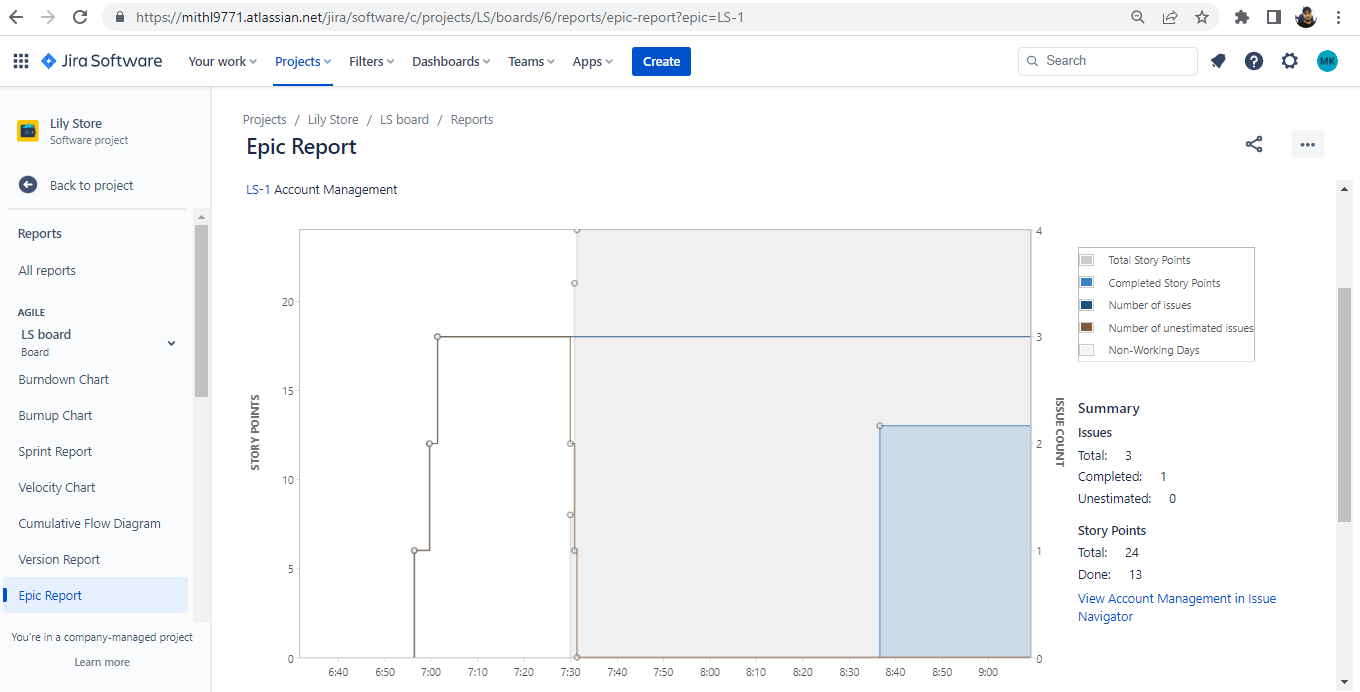 https://mithl9771.atlassian.net/jira/software/c/projects/LS/boards/6/reports/epic-report?epic=LS-1
Jira Software
Your work
Projects
Filters
Dashboards
Teams
Apps
Create
Search
MK
Lily Store
Software project
Back to project
Reports
All reports
AGILE
LS board
Board
Burndown Chart
Burnup Chart
Sprint Report
Velocity Chart
Cumulative Flow Diagram
Version Report
Epic Report
You're in a company-managed project
Learn more
Projects / Lily Store / LS board / Reports
Epic Report
LS-1 Account Management
STORY POINTS
20
15
10
5
0
6:40 6:50 7:00 7:10 7:20 7:30 7:40 7:50 8:00 8:10 8:20 8:30 8:40 8:50 9:00
4
3
2
1
0
ISSUE COUNT
Total Story Points
Completed Story Points
Number of issues
Number of unestimated issues
Non-Working Days
Summary
Issues
Total: 3
Completed: 1
Unestimated: 0
Story Points
Total: 24
Done: 13
View Account Management in Issue
Navigator